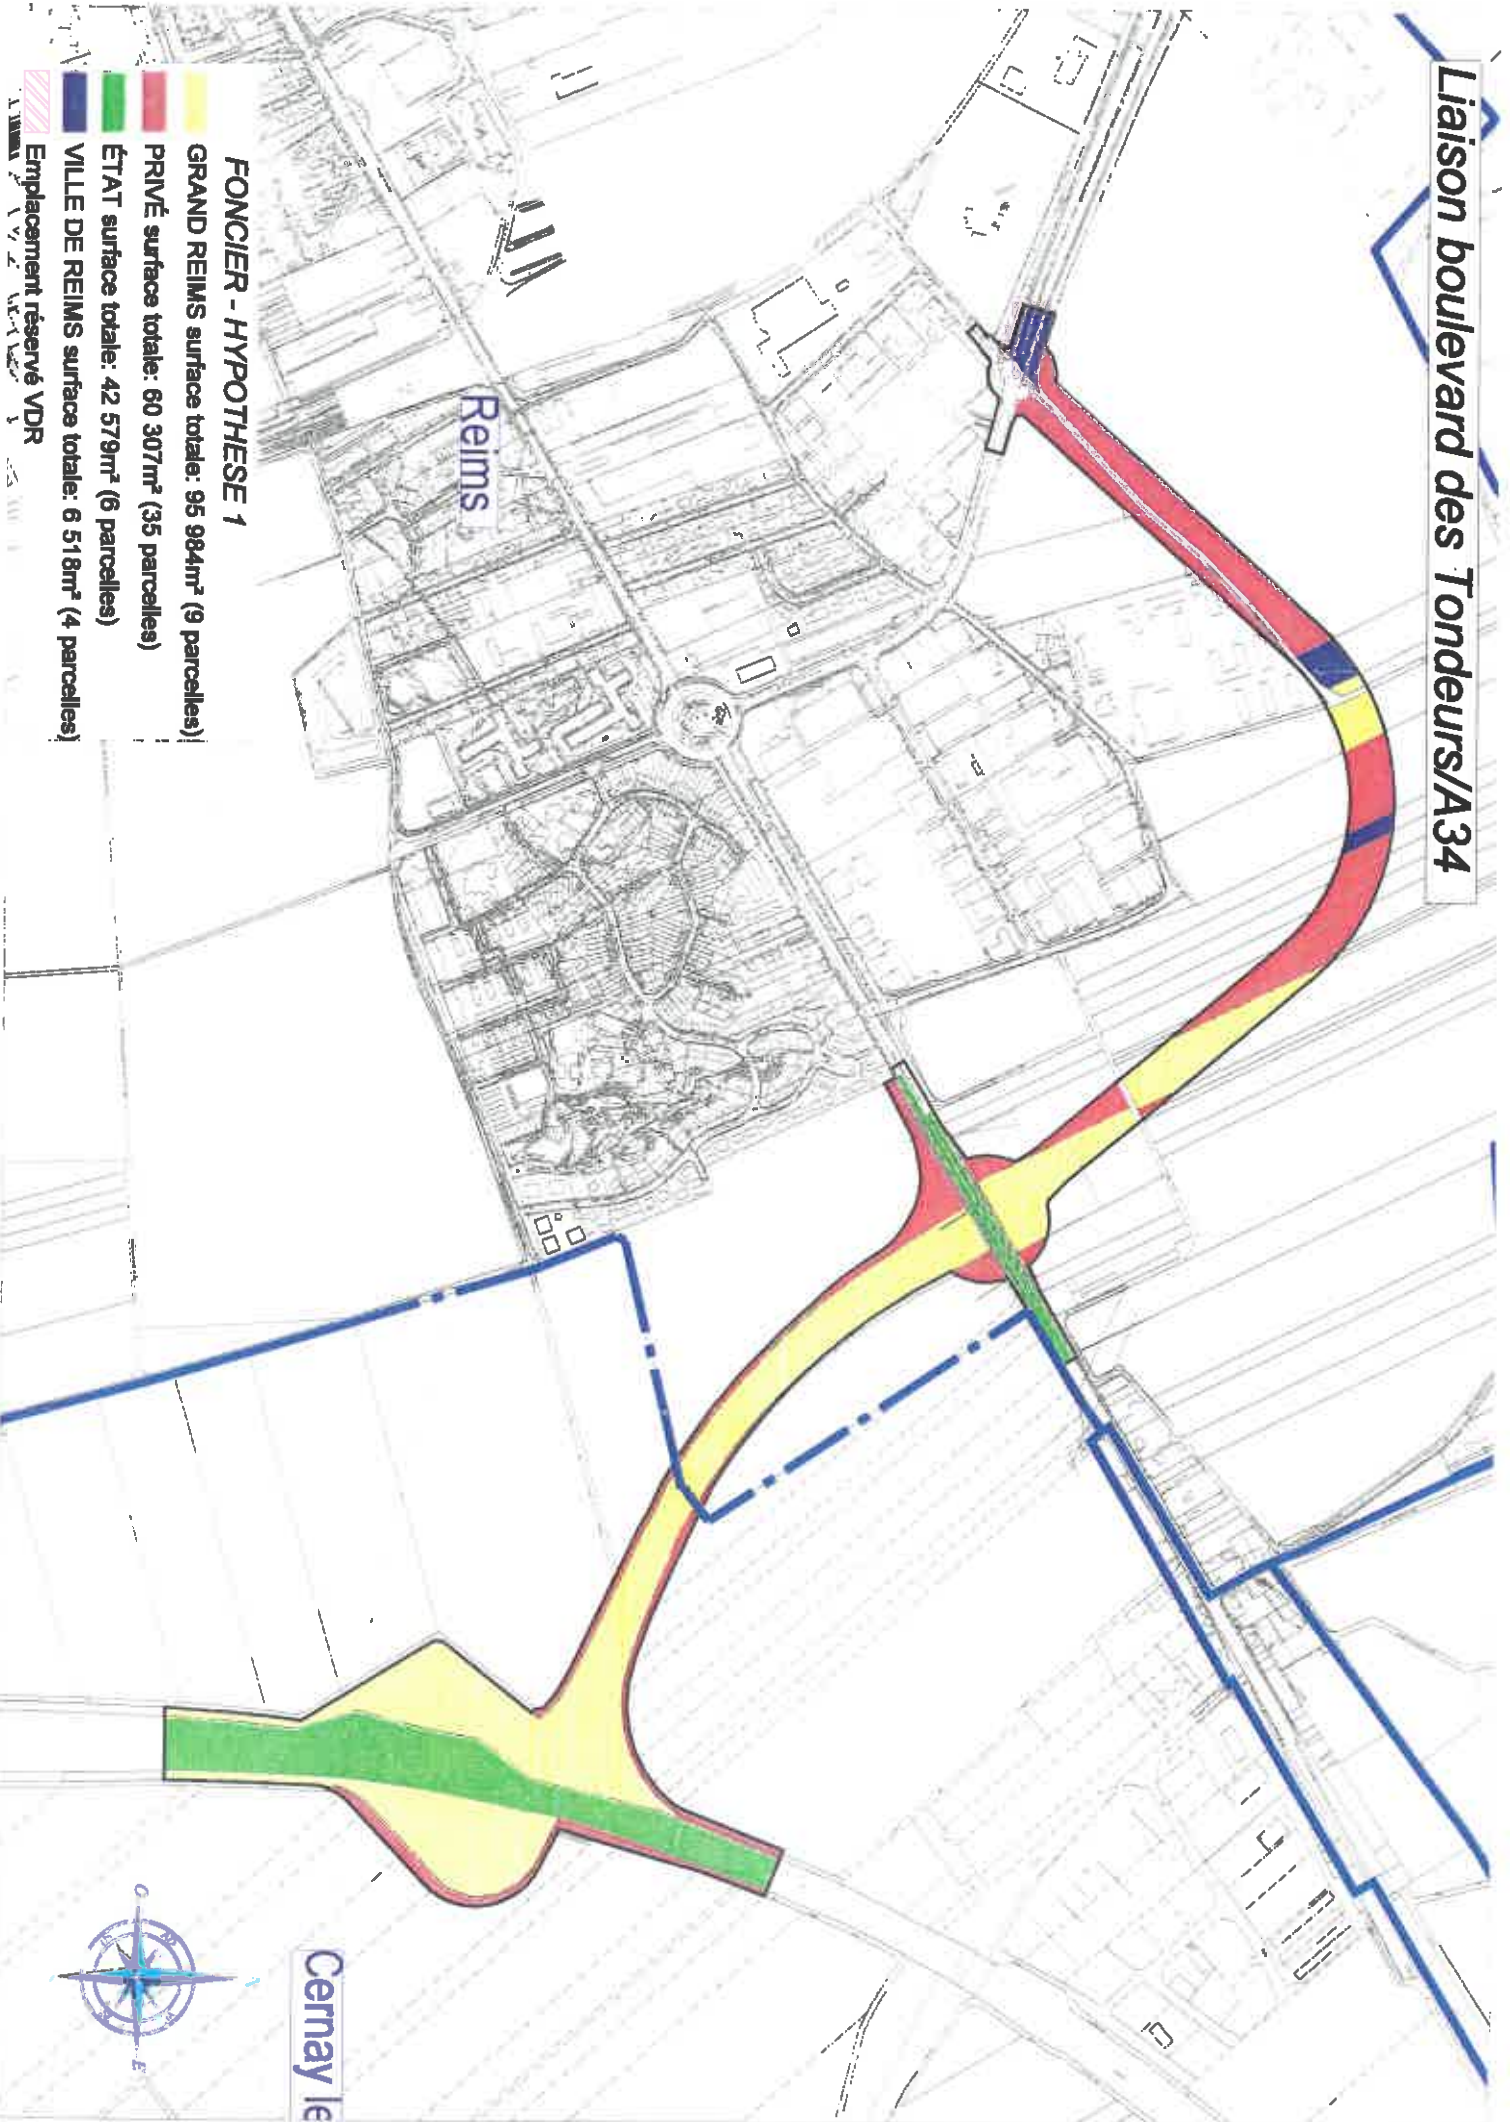 Liaison boulevard des Tondeurs/A34
Reims
Cernay le
FONCIER - HYPOTHESE 1
GRAND REIMS surface totale: 95 984m² (9 parcelles)
PRIVÉ surface totale: 60 307m² (35 parcelles)
ÉTAT surface totale: 42 579m² (6 parcelles)
VILLE DE REIMS surface totale: 6 518m² (4 parcelles)
Emplacement réservé VDR
O
E